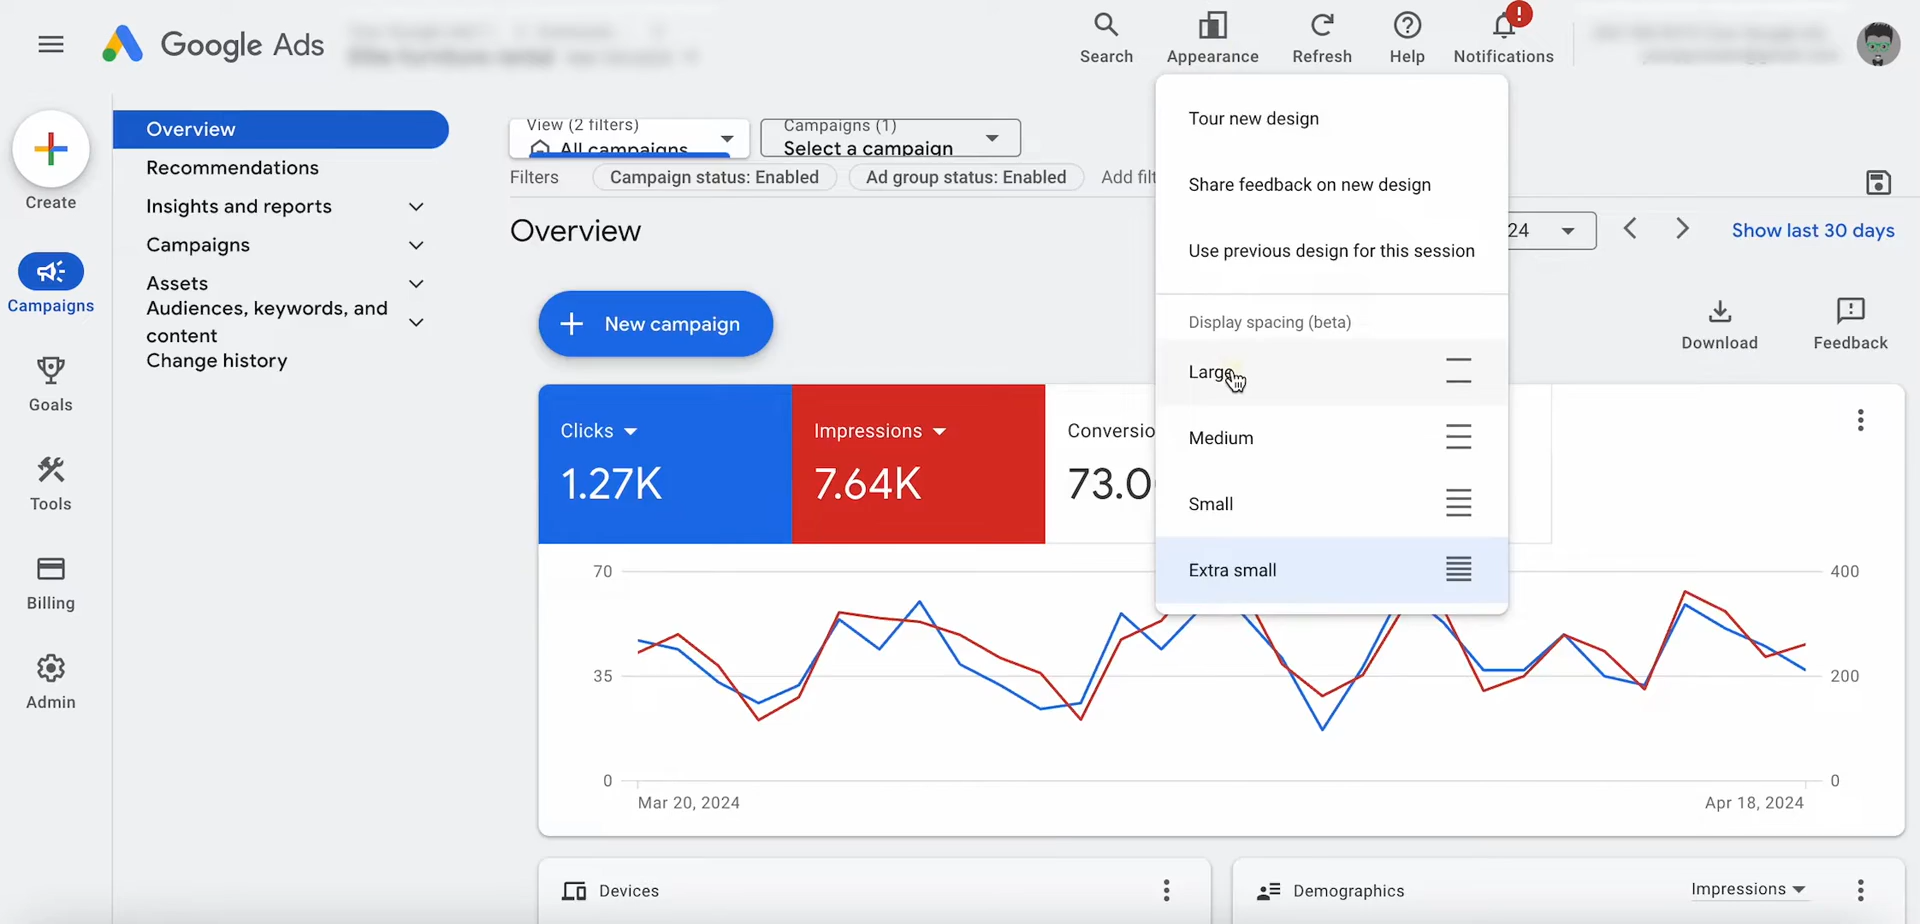 Google Ads
Search
Appearance
Refresh
Help
!
Notifications
Create
Campaigns
Goals
Tools
Billing
Admin
Overview
Recommendations
Insights and reports
Campaigns
Assets
Audiences, keywords, and
content
Change history
View (2 filters)
All campaigns
Campaigns (1)
Select a campaign
Filters
Campaign status: Enabled
Ad group status: Enabled
Add filt
Overview
24
Show last 30 days
Tour new design
Share feedback on new design
Use previous design for this session
Display spacing (beta)
Large
Medium
Small
Extra small
New campaign
Download
Feedback
Clicks
1.27K
Impressions
7.64K
Conversio
73.0
70
35
0
400
200
0
Mar 20, 2024
Apr 18, 2024
Devices
Demographics
Impressions